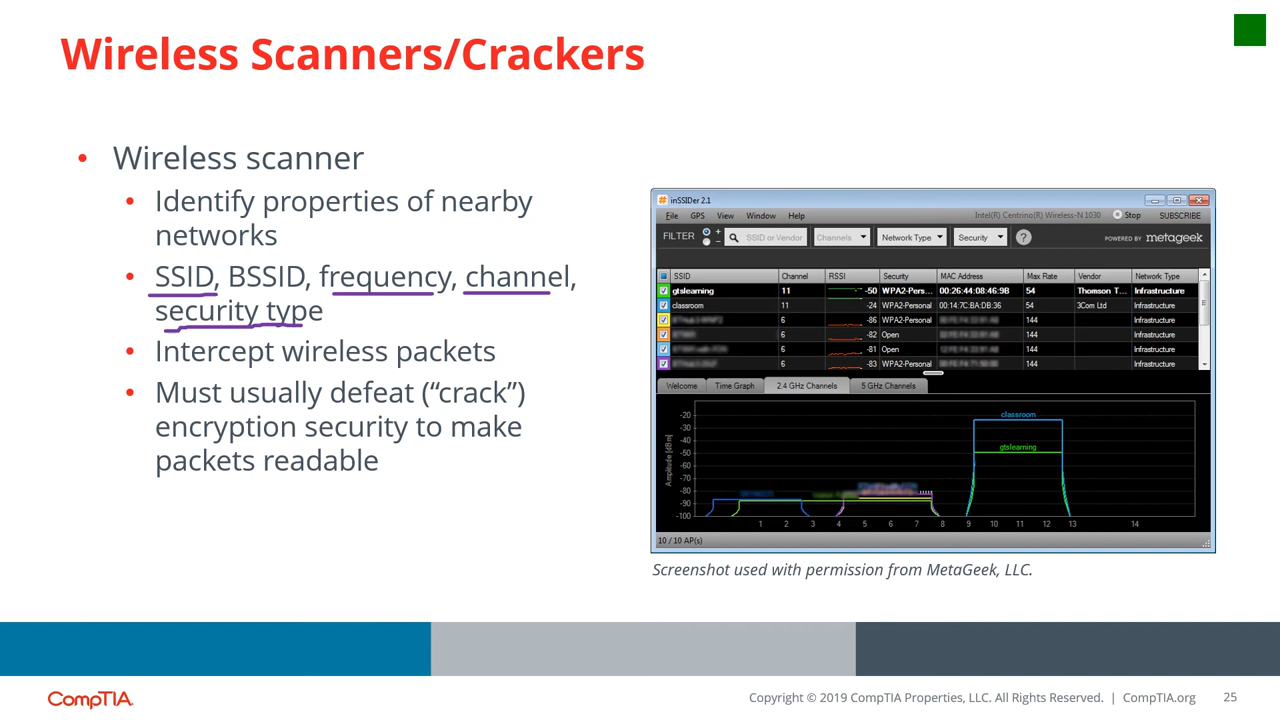 Wireless Scanners/Crackers
• Wireless scanner
• Identify properties of nearby
networks
• SSID, BSSID, frequency, channel,
security type
• Intercept wireless packets
• Must usually defeat (“crack”)
encryption security to make
packets readable
inSSIDer 2.1
File GPS View Window Help Intel(R) Centrino(R) Wireless-N 1030 Stop SUBSCRIBE
FILTER + - SSID or Vendor Channels Network Type Security ? POWERED BY metageek
SSID Channel RSSI Security MAC Address Max Rate Vendor Network Type
gtslearning 11 -50 WPA2-Pers... 00:26:44:08:46:9B 54 Thomson T... Infrastructure
classroom 11 -24 WPA2-Personal 00:14:7C:BA:DB:36 54 3Com Ltd Infrastructure
6 -86 WPA2-Personal 144 Infrastructure
6 -82 Open 144 Infrastructure
6 -81 Open 144 Infrastructure
6 -83 WPA2-Personal 144 Infrastructure
Welcome Time Graph 2.4 GHz Channels 5 GHz Channels
Amplitude [dBm]
-20
-30
-40
-50
-60
-70
-80
-90
-100
classroom
gtslearning
1 2 3 4 5 6 7 8 9 10 11 12 13 14
10 / 10 AP(s)
Screenshot used with permission from MetaGeek, LLC.
CompTIA.
Copyright © 2019 CompTIA Properties, LLC. All Rights Reserved. | CompTIA.org 25